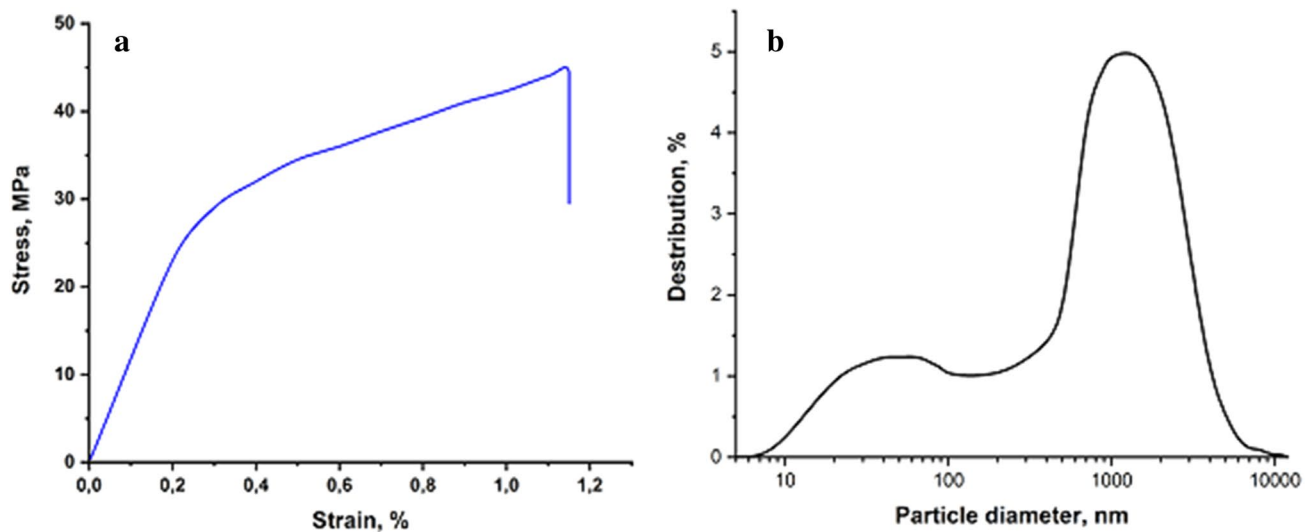 a
Stress, MPa
50
40
30
20
10
0
0,0 0,2 0,4 0,6 0,8 1,0 1,2
Strain, %
b
Destribution, %
5
4
3
2
1
0
10 100 1000 10000
Particle diameter, nm